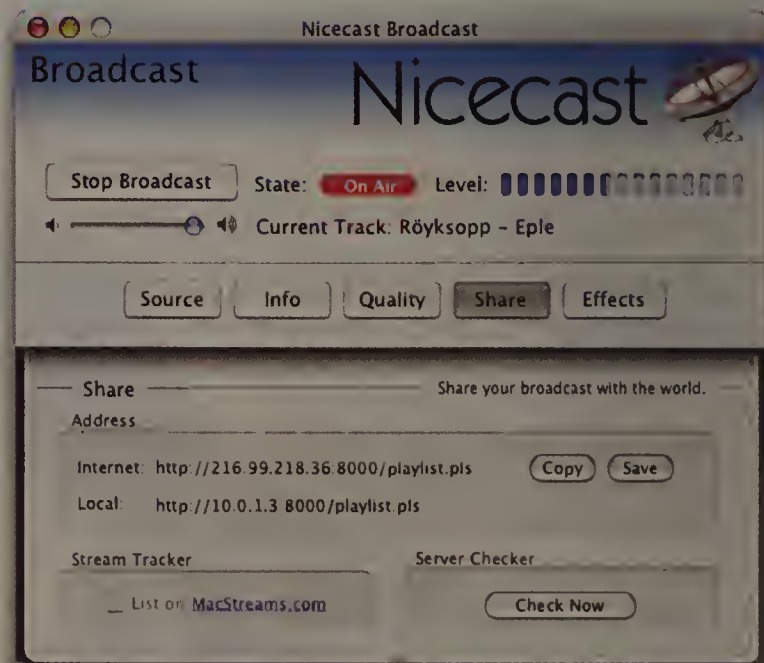 Nicecast Broadcast
Broadcast
Nicecast
Stop Broadcast State: On Air Level:
Current Track: Röyksopp – Eple
Source Info Quality Share Effects
Share Share your broadcast with the world.
Address
Internet: http://216.99.218.36:8000/playlist.pls Copy Save
Local: http://10.0.1.3 8000/playlist.pls
Stream Tracker Server Checker
List on MacStreams.com Check Now